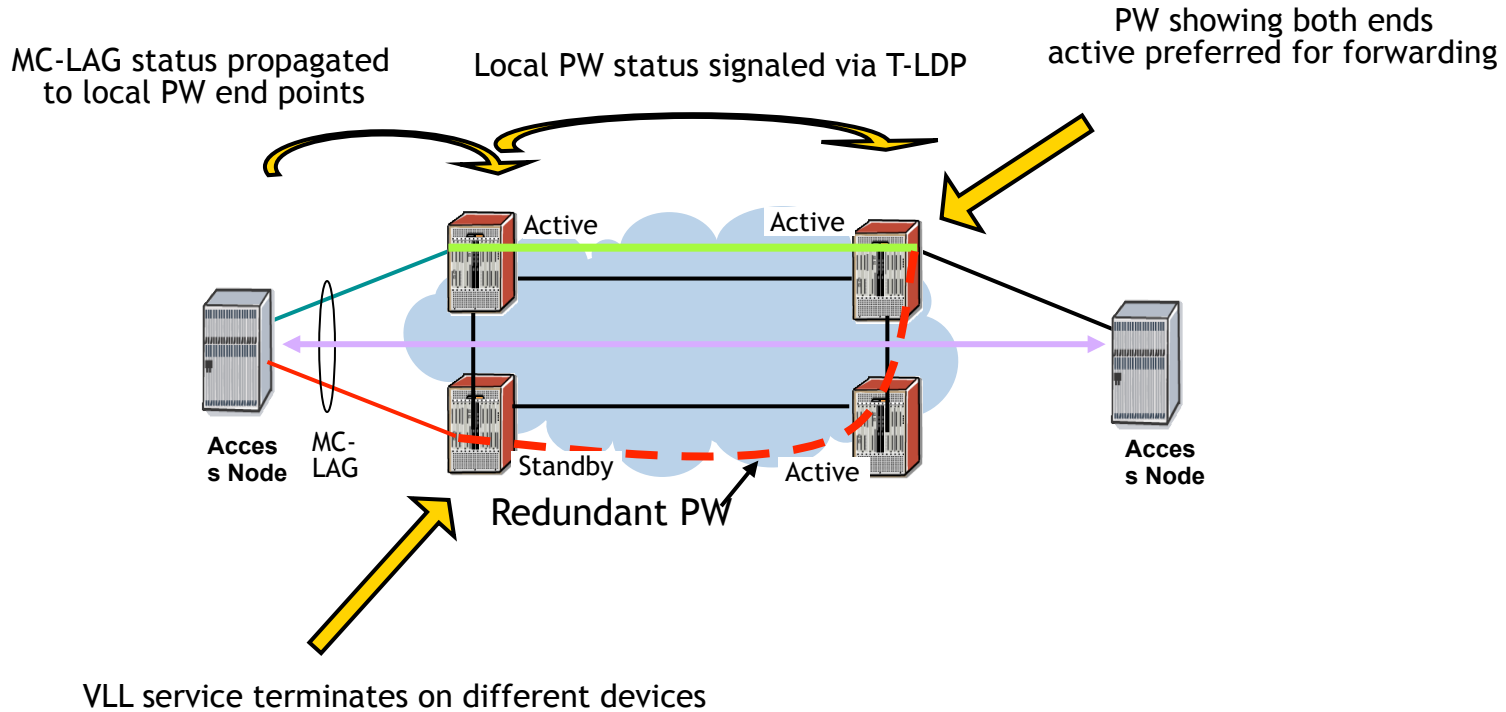 PW showing both ends
active preferred for forwarding
MC-LAG status propagated
to local PW end points
Local PW status signaled via T-LDP
Active
Active
Acces
s Node
MC-
LAG
Standby
Active
Redundant PW
Acces
s Node
VLL service terminates on different devices